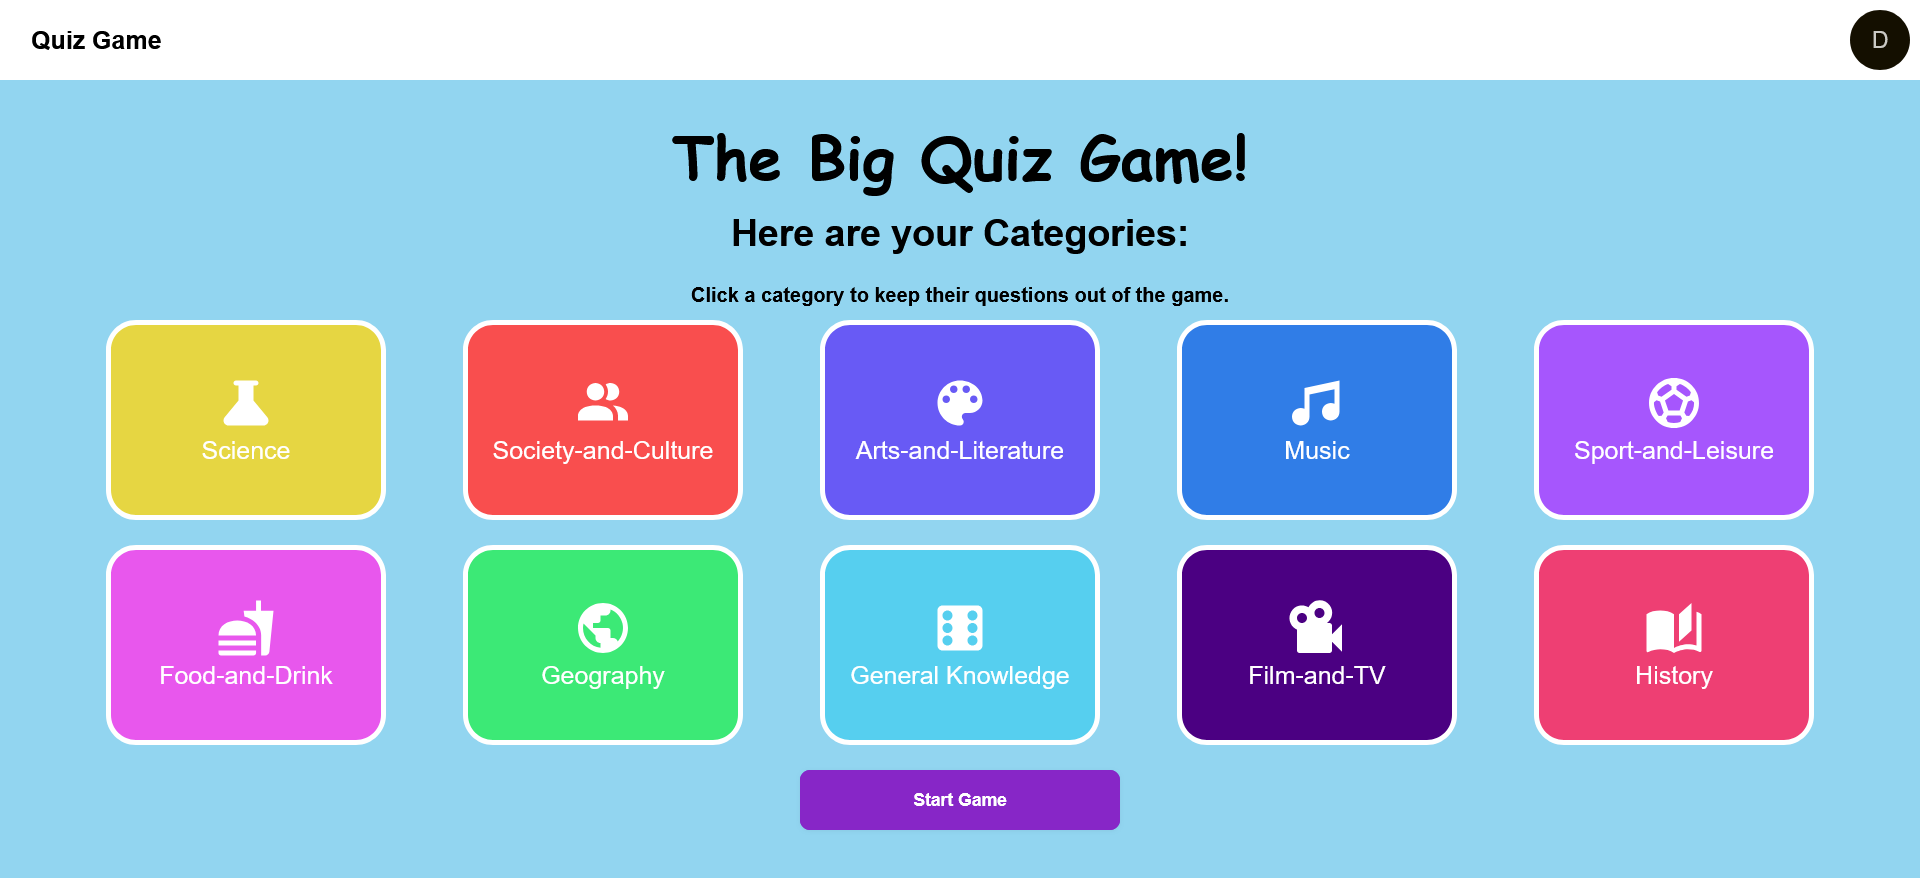 Quiz Game
D
The Big Quiz Game!
Here are your Categories:
Click a category to keep their questions out of the game.
Science
Society-and-Culture
Arts-and-Literature
Music
Sport-and-Leisure
Food-and-Drink
Geography
General Knowledge
Film-and-TV
History
Start Game